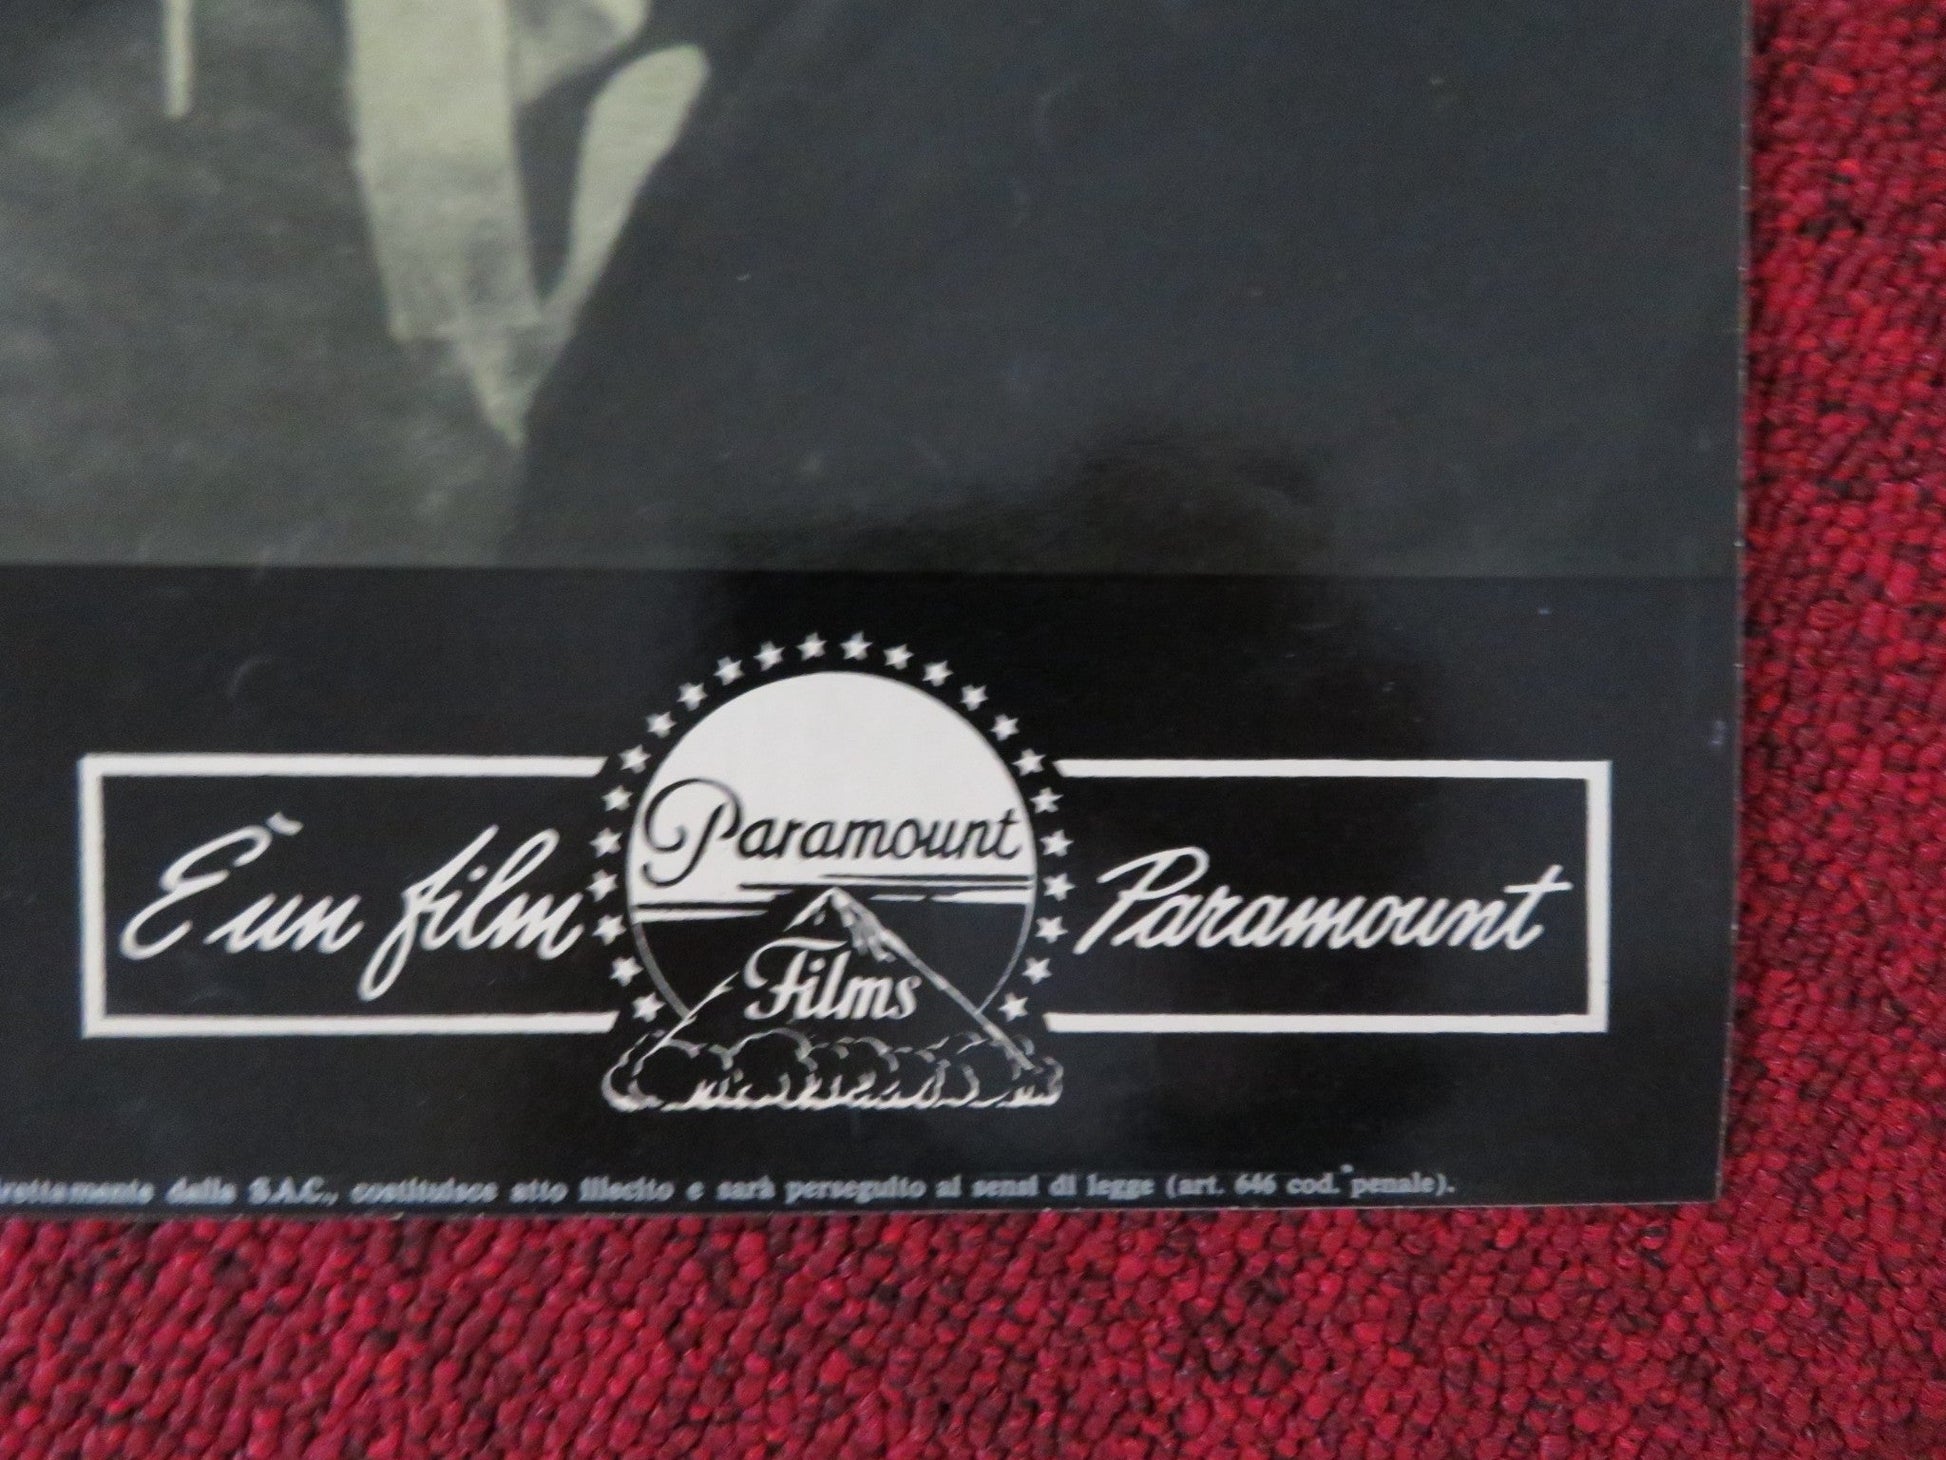 È un film Paramount Films Paramount
direttamente dalla S.A.C., costituisce atto illecito e sarà perseguito ai sensi di legge (art. 646 cod. penale).